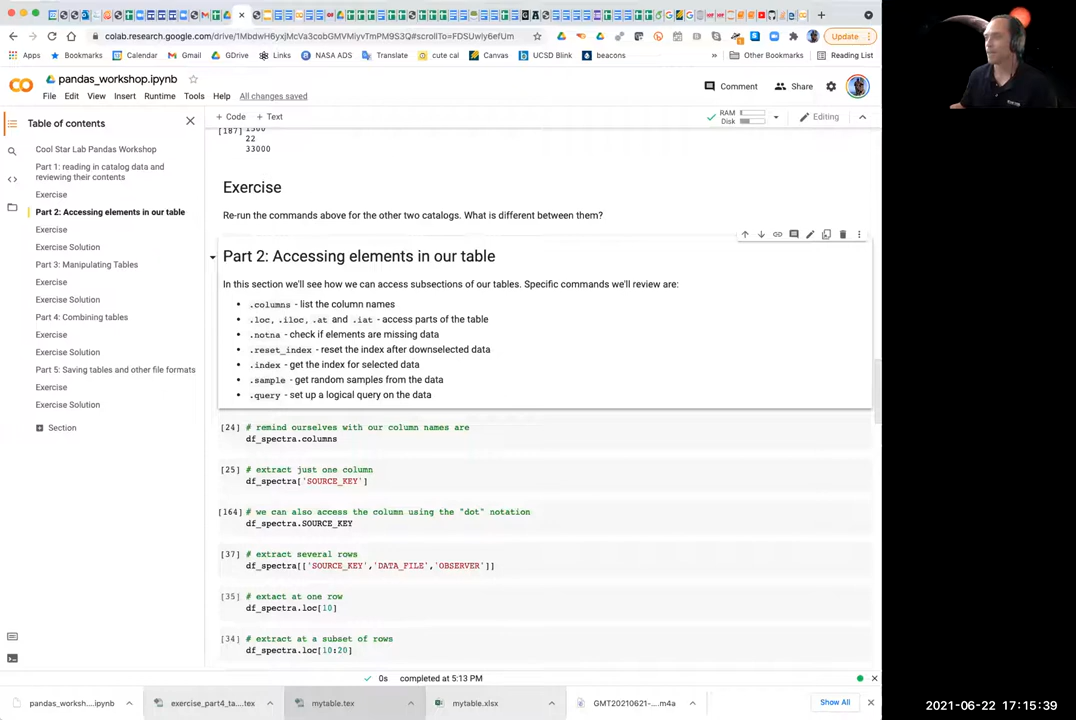 colab.research.google.com/drive/1MbdwH6yxjMcVa3cobGMVMiyvTmPM9S3Q#scrollTo=FDSUwIy6efUm
Update
Apps
Bookmarks
Calendar
Gmail
GDrive
Links
NASA ADS
Translate
cute cal
Canvas
UCSD Blink
beacons
»
Other Bookmarks
Reading List
pandas_workshop.ipynb
Comment
Share
File Edit View Insert Runtime Tools Help All changes saved
Table of contents
+ Code + Text
RAM
Disk
Editing
Cool Star Lab Pandas Workshop
Part 1: reading in catalog data and
reviewing their contents
Exercise
Part 2: Accessing elements in our table
Exercise
Exercise Solution
Part 3: Manipulating Tables
Exercise
Exercise Solution
Part 4: Combining tables
Exercise
Exercise Solution
Part 5: Saving tables and other file formats
Exercise
Exercise Solution
Section
[187] 1500
22
33000
Exercise
Re-run the commands above for the other two catalogs. What is different between them?
Part 2: Accessing elements in our table
In this section we'll see how we can access subsections of our tables. Specific commands we'll review are:
• .columns - list the column names
• .loc, .iloc, .at and .iat - access parts of the table
• .notna - check if elements are missing data
• .reset_index - reset the index after downselected data
• .index - get the index for selected data
• .sample - get random samples from the data
• .query - set up a logical query on the data
[24] # remind ourselves with our column names are
df_spectra.columns
[25] # extract just one column
df_spectra['SOURCE_KEY']
[164] # we can also access the column using the "dot" notation
df_spectra.SOURCE_KEY
[37] # extract several rows
df_spectra[['SOURCE_KEY','DATA_FILE','OBSERVER']]
[35] # extact at one row
df_spectra.loc[10]
[34] # extract at a subset of rows
df_spectra.loc[10:20]
0s completed at 5:13 PM
pandas_worksh....ipynb
exercise_part4_ta....tex
mytable.tex
mytable.xlsx
GMT20210621-....m4a
Show All
2021-06-22 17:15:39